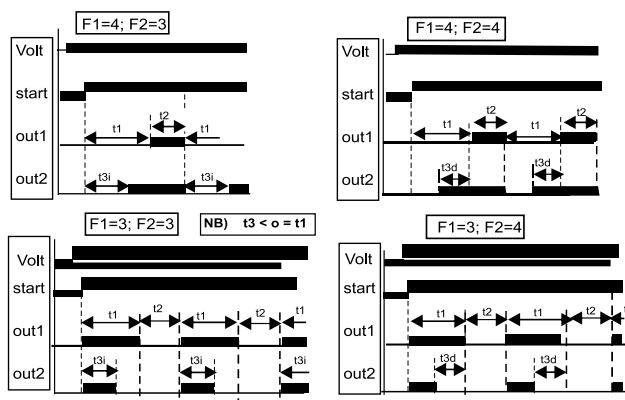 F1=4; F2=3
Volt
start
t2
out1
t1
t1
out2
t3i
t3i
F1=4; F2=4
Volt
start
t2
t2
out1
t1
t1
t3d
t3d
out2
F1=3; F2=3
NB) t3 < o = t1
Volt
start
t1
t2
t1
t2
t1
out1
t3i
t3i
t3i
out2
F1=3; F2=4
Volt
start
t1
t2
t1
t2
out1
t3d
t3d
out2